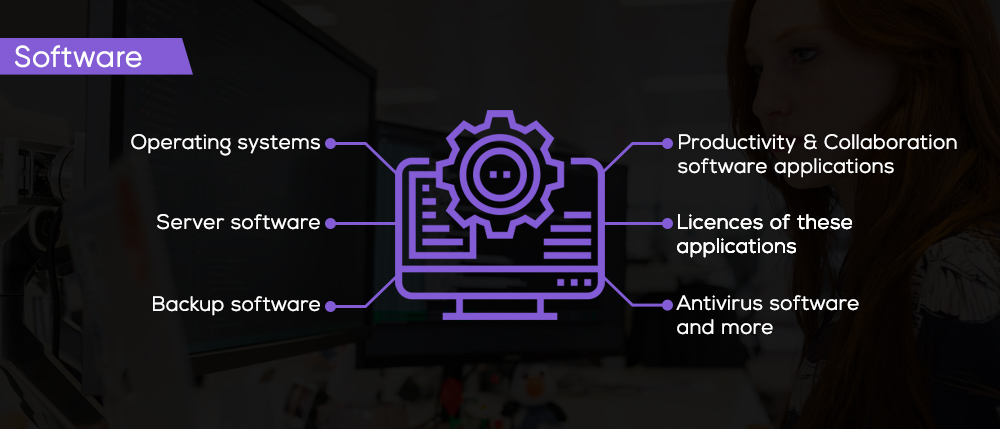 Software
Operating systems
Server software
Backup software
Productivity & Collaboration
software applications
Licences of these
applications
Antivirus software
and more